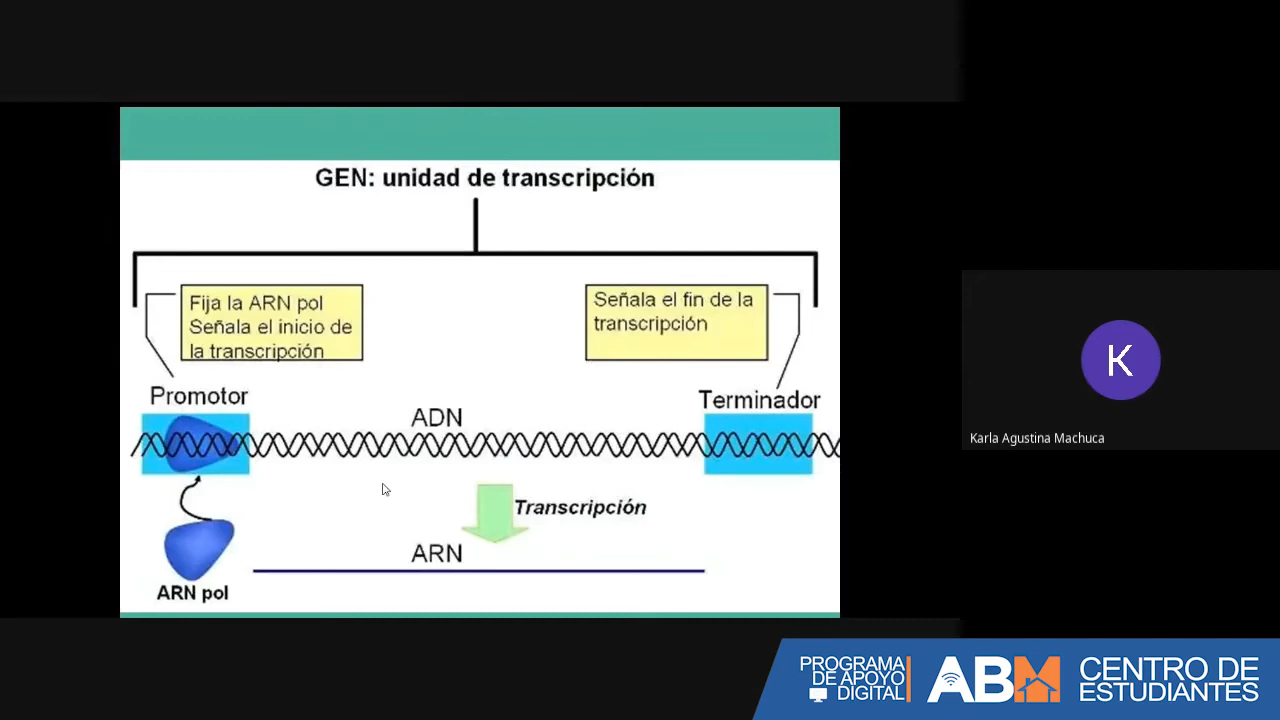 GEN: unidad de transcripción
Fija la ARN pol
Señala el inicio de
la transcripción
Señala el fin de la
transcripción
Promotor
Terminador
ADN
Transcripción
ARN
ARN pol
K
Karla Agustina Machuca
PROGRAMA
DE APOYO
DIGITAL
ABM
CENTRO DE
ESTUDIANTES